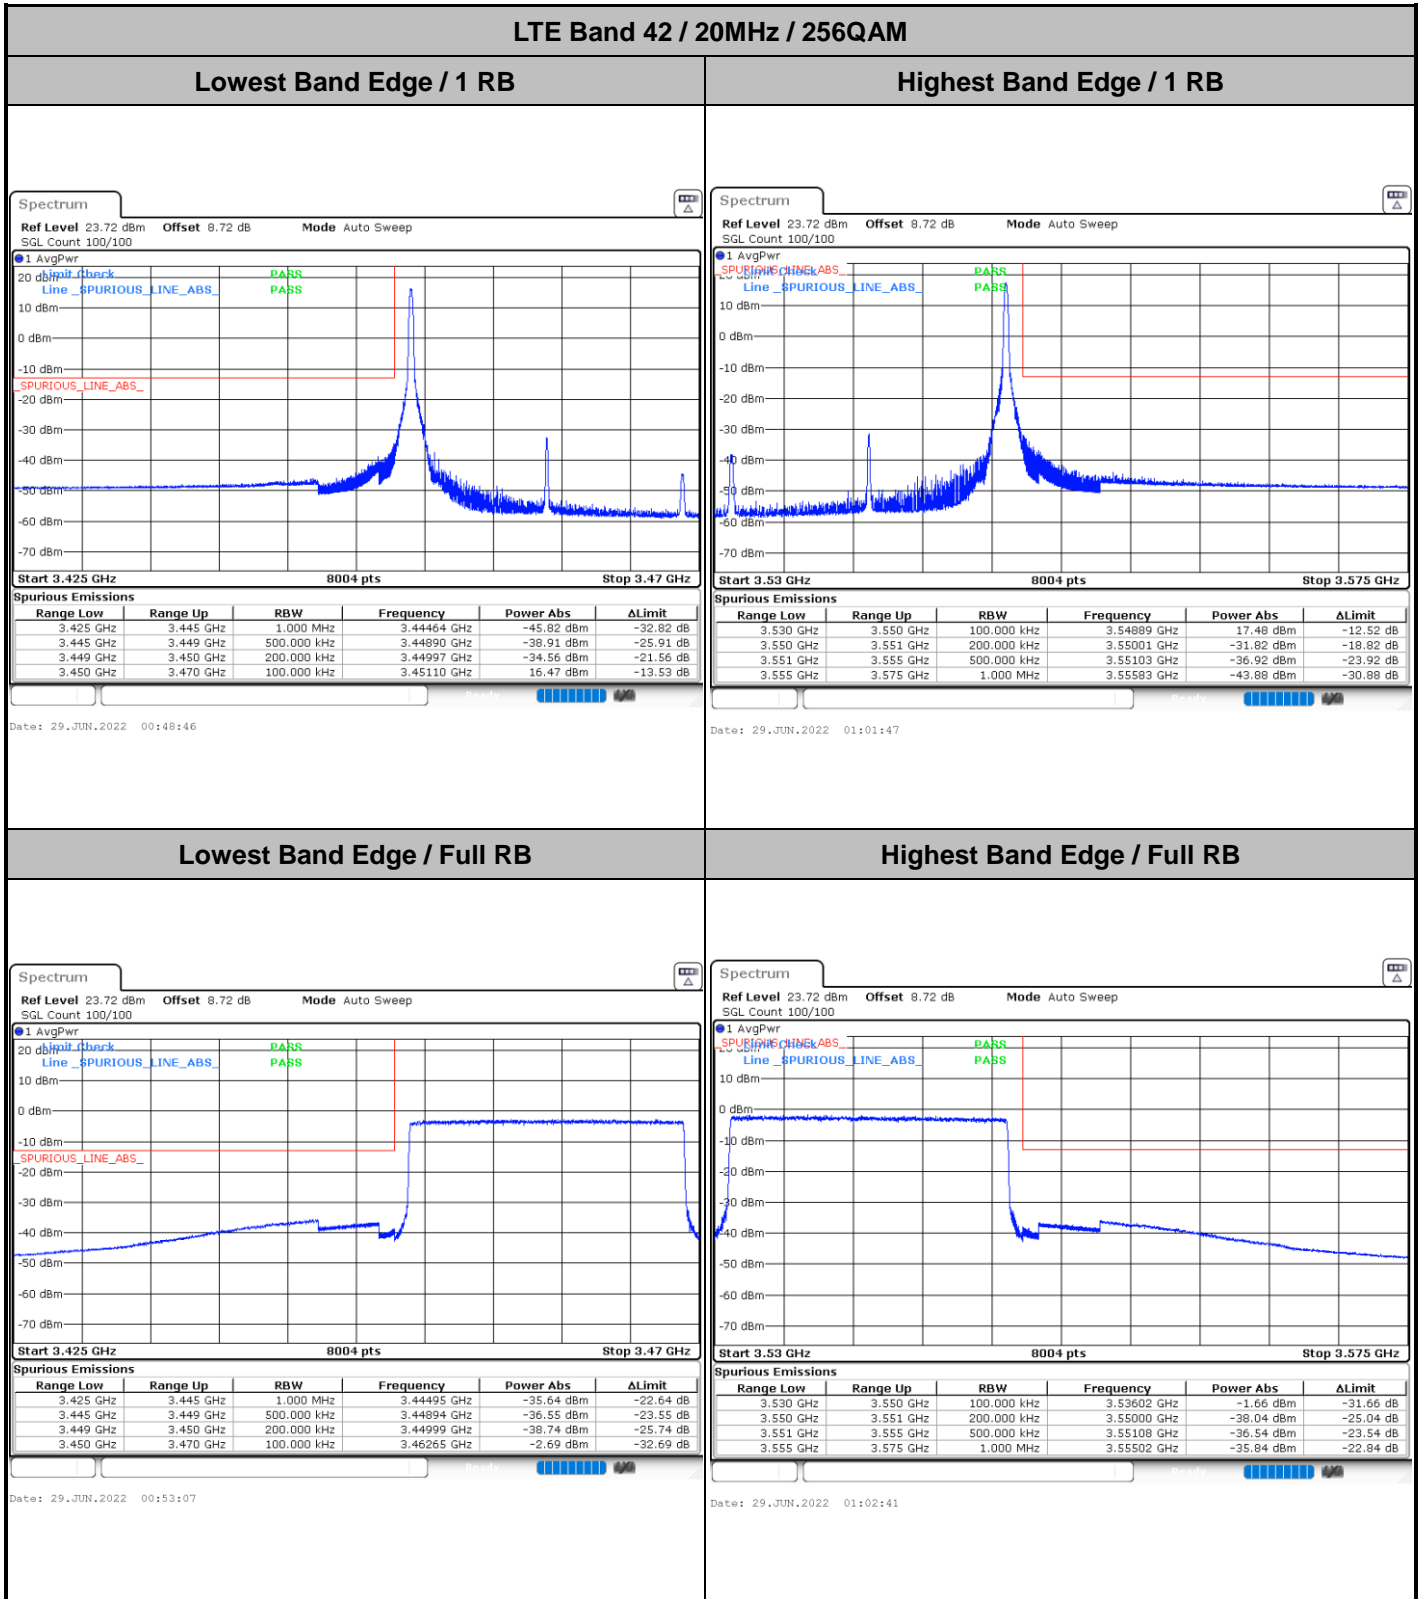 LTE Band 42 / 20MHz / 256QAM
Lowest Band Edge / 1 RB
Highest Band Edge / 1 RB
Spectrum
Ref Level 23.72 dBm Offset 8.72 dB Mode Auto Sweep
SGL Count 100/100
1 AvgPwr
Limit Check PASS
20 dBm
Line _SPURIOUS_LINE_ABS_ PASS
10 dBm
0 dBm
-10 dBm
_SPURIOUS_LINE_ABS_
-20 dBm
-30 dBm
-40 dBm
-50 dBm
-60 dBm
-70 dBm
Start 3.425 GHz 8004 pts Stop 3.47 GHz
Spurious Emissions
Range Low Range Up RBW Frequency Power Abs ΔLimit
3.425 GHz 3.445 GHz 1.000 MHz 3.44464 GHz -45.82 dBm -32.82 dB
3.445 GHz 3.449 GHz 500.000 kHz 3.44890 GHz -38.91 dBm -25.91 dB
3.449 GHz 3.450 GHz 200.000 kHz 3.44997 GHz -34.56 dBm -21.56 dB
3.450 GHz 3.470 GHz 100.000 kHz 3.45110 GHz 16.47 dBm -13.53 dB
Ready
Date: 29.JUN.2022 00:48:46
Spectrum
Ref Level 23.72 dBm Offset 8.72 dB Mode Auto Sweep
SGL Count 100/100
1 AvgPwr
_SPURIOUS_LINE_ABS_
Limit Check PASS
20 dBm
Line _SPURIOUS_LINE_ABS_ PASS
10 dBm
0 dBm
-10 dBm
-20 dBm
-30 dBm
-40 dBm
-50 dBm
-60 dBm
-70 dBm
Start 3.53 GHz 8004 pts Stop 3.575 GHz
Spurious Emissions
Range Low Range Up RBW Frequency Power Abs ΔLimit
3.530 GHz 3.550 GHz 100.000 kHz 3.54889 GHz 17.48 dBm -12.52 dB
3.550 GHz 3.551 GHz 200.000 kHz 3.55001 GHz -31.82 dBm -18.82 dB
3.551 GHz 3.555 GHz 500.000 kHz 3.55103 GHz -36.92 dBm -23.92 dB
3.555 GHz 3.575 GHz 1.000 MHz 3.55583 GHz -43.88 dBm -30.88 dB
Ready
Date: 29.JUN.2022 01:01:47
Lowest Band Edge / Full RB
Highest Band Edge / Full RB
Spectrum
Ref Level 23.72 dBm Offset 8.72 dB Mode Auto Sweep
SGL Count 100/100
1 AvgPwr
Limit Check PASS
20 dBm
Line _SPURIOUS_LINE_ABS_ PASS
10 dBm
0 dBm
-10 dBm
_SPURIOUS_LINE_ABS_
-20 dBm
-30 dBm
-40 dBm
-50 dBm
-60 dBm
-70 dBm
Start 3.425 GHz 8004 pts Stop 3.47 GHz
Spurious Emissions
Range Low Range Up RBW Frequency Power Abs ΔLimit
3.425 GHz 3.445 GHz 1.000 MHz 3.44495 GHz -35.64 dBm -22.64 dB
3.445 GHz 3.449 GHz 500.000 kHz 3.44894 GHz -36.55 dBm -23.55 dB
3.449 GHz 3.450 GHz 200.000 kHz 3.44999 GHz -38.74 dBm -25.74 dB
3.450 GHz 3.470 GHz 100.000 kHz 3.46265 GHz -2.69 dBm -32.69 dB
Ready
Date: 29.JUN.2022 00:53:07
Spectrum
Ref Level 23.72 dBm Offset 8.72 dB Mode Auto Sweep
SGL Count 100/100
1 AvgPwr
_SPURIOUS_LINE_ABS_
Limit Check PASS
20 dBm
Line _SPURIOUS_LINE_ABS_ PASS
10 dBm
0 dBm
-10 dBm
-20 dBm
-30 dBm
-40 dBm
-50 dBm
-60 dBm
-70 dBm
Start 3.53 GHz 8004 pts Stop 3.575 GHz
Spurious Emissions
Range Low Range Up RBW Frequency Power Abs ΔLimit
3.530 GHz 3.550 GHz 100.000 kHz 3.53602 GHz -1.66 dBm -31.66 dB
3.550 GHz 3.551 GHz 200.000 kHz 3.55000 GHz -38.04 dBm -25.04 dB
3.551 GHz 3.555 GHz 500.000 kHz 3.55108 GHz -36.54 dBm -23.54 dB
3.555 GHz 3.575 GHz 1.000 MHz 3.55502 GHz -35.84 dBm -22.84 dB
Ready
Date: 29.JUN.2022 01:02:41